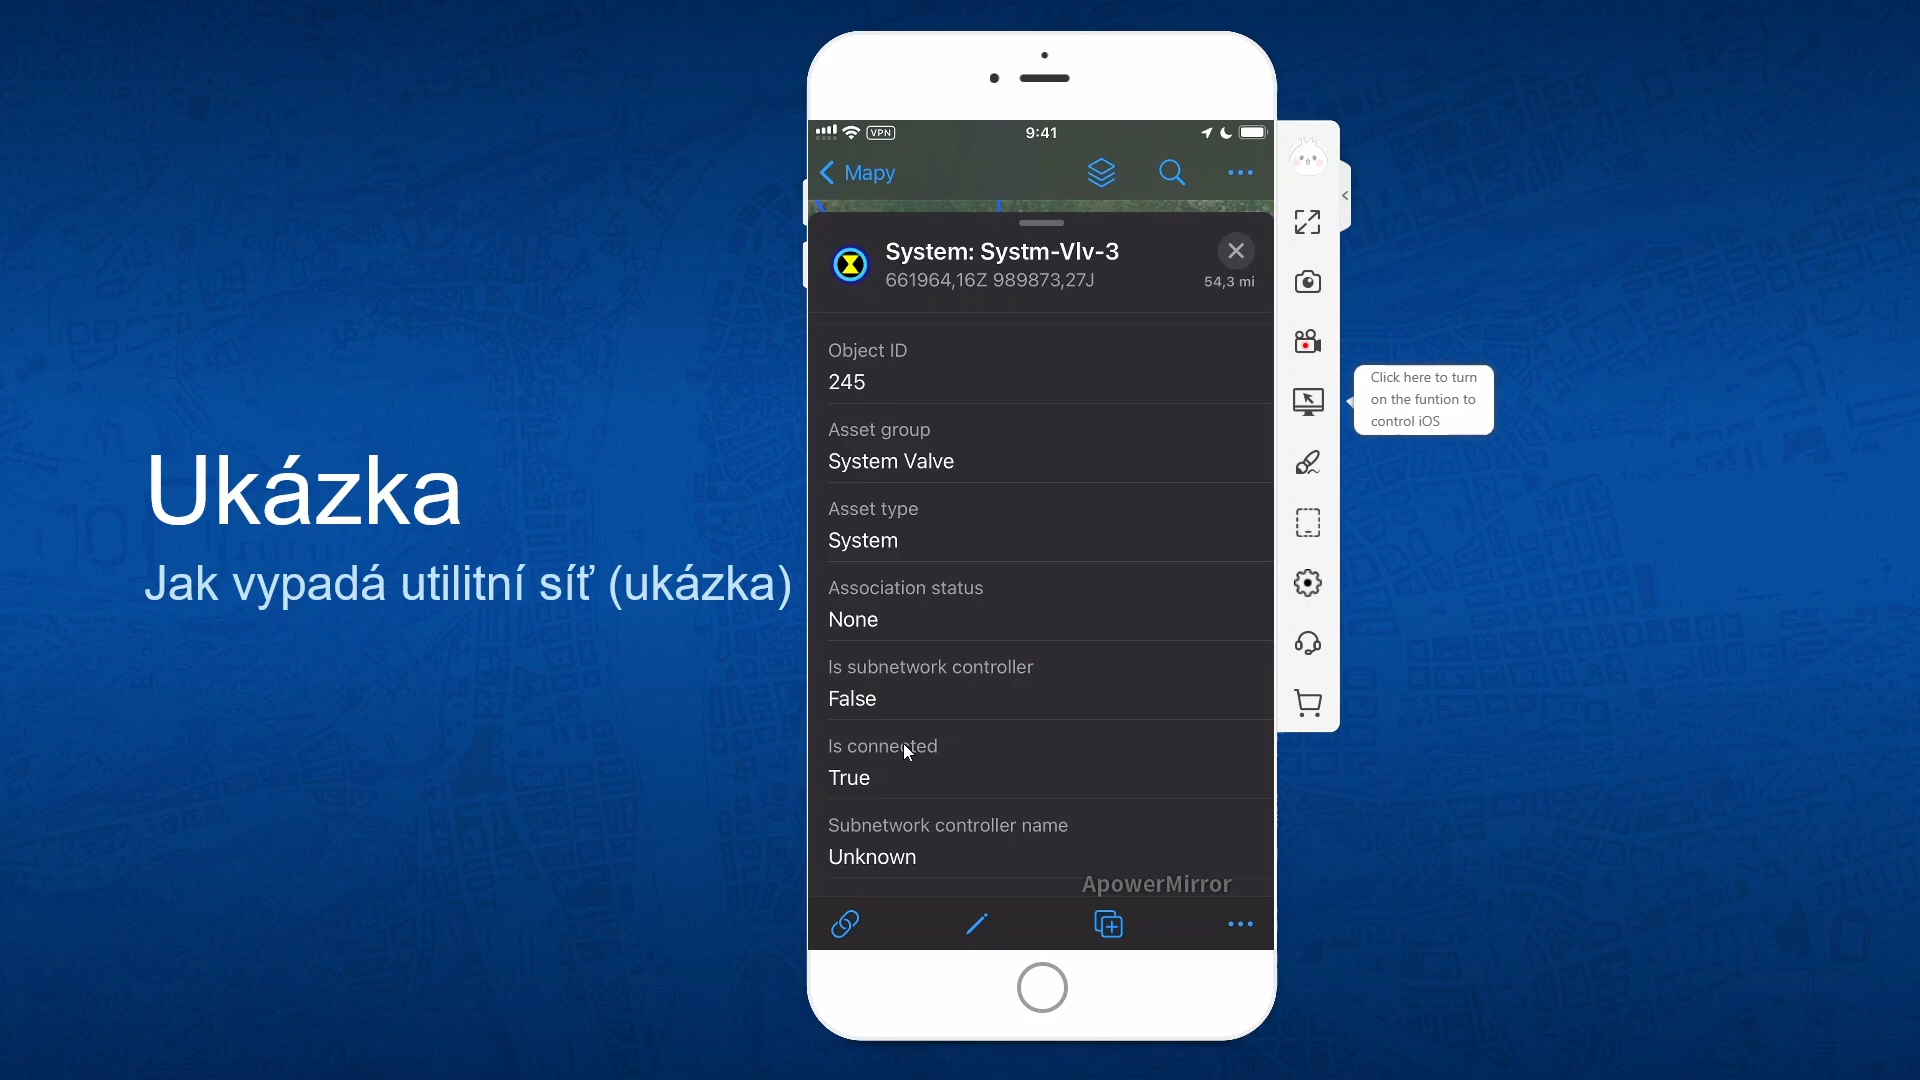 Ukázka
Jak vypadá utilitní síť (ukázka)
VPN
9:41
Mapy
System: Systm-Vlv-3
661964,16Z 989873,27J
54,3 mi
Object ID
245
Asset group
System Valve
Asset type
System
Association status
None
Is subnetwork controller
False
Is connected
True
Subnetwork controller name
Unknown
ApowerMirror
Click here to turn
on the funtion to
control iOS